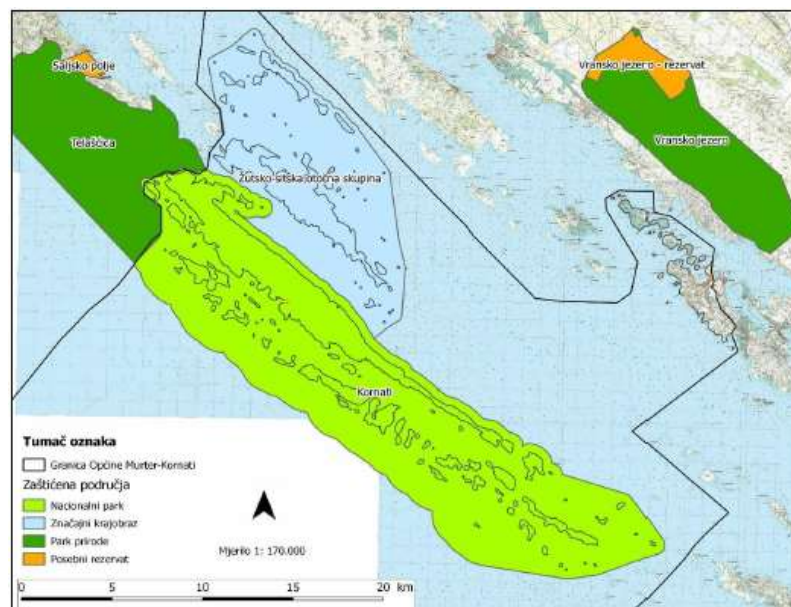 Saljsko polje
Vransko jezero - rezervat
Telašćica
Vransko jezero
Žutsko-sitska otočna skupina
Kornati
Tumač oznaka
Granica Općine Murter-Kornati
Zaštićena područja
Nacionalni park
Značajni krajobraz
Park prirode
Posebni rezervat
Mjerilo 1: 170.000
0 5 10 15 20 km